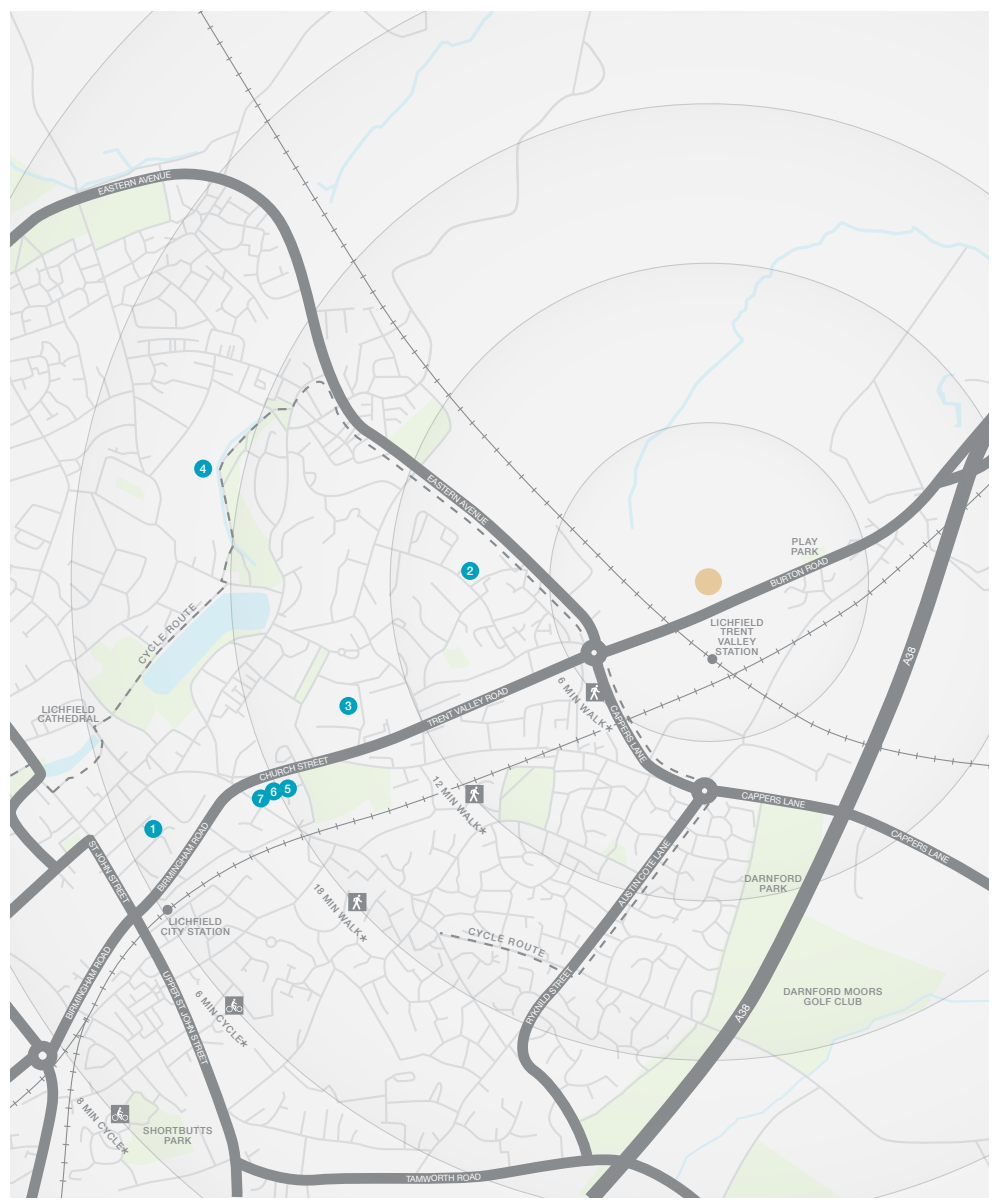 EASTERN AVENUE
4
EASTERN AVENUE
2
PLAY
PARK
BURTON ROAD
LICHFIELD
TRENT
VALLEY
STATION
CYCLE ROUTE
A38
6 MIN WALK*
LICHFIELD
CATHEDRAL
3
TRENT VALLEY ROAD
CAPPERS LANE
CHURCH STREET
7
6
5
12 MIN WALK*
CAPPERS LANE
1
CAPPERS LANE
ST JOHN STREET
BIRMINGHAM ROAD
AUSTIN COTE LANE
DARNFORD
PARK
18 MIN WALK*
LICHFIELD
CITY STATION
CYCLE ROUTE
BIRMINGHAM ROAD
UPPER ST JOHN STREET
6 MIN CYCLE*
RYKNILD STREET
DARNFORD MOORS
GOLF CLUB
A38
8 MIN CYCLE*
SHORTBUTTS
PARK
TAMWORTH ROAD